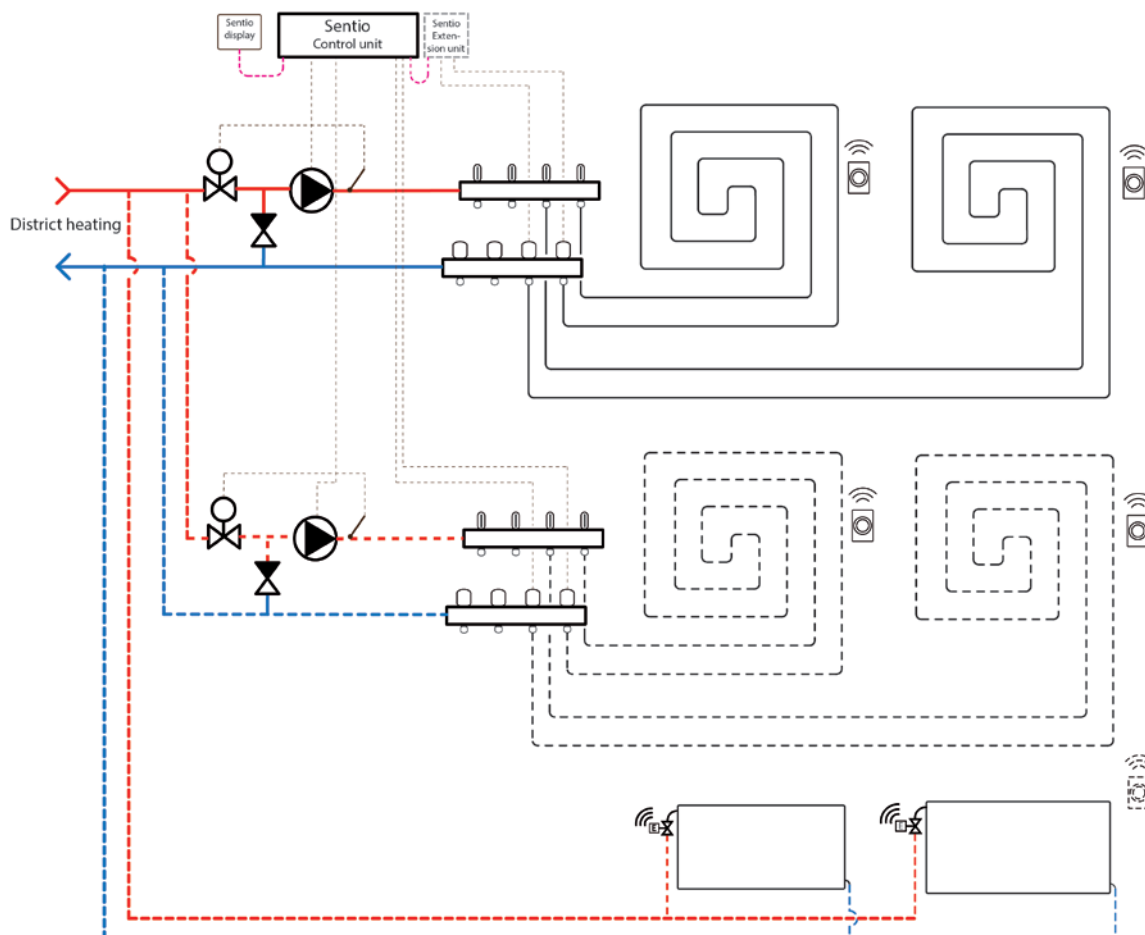 Sentio
display
Sentio
Control unit
Sentio
Exten-
sion unit
District heating
E